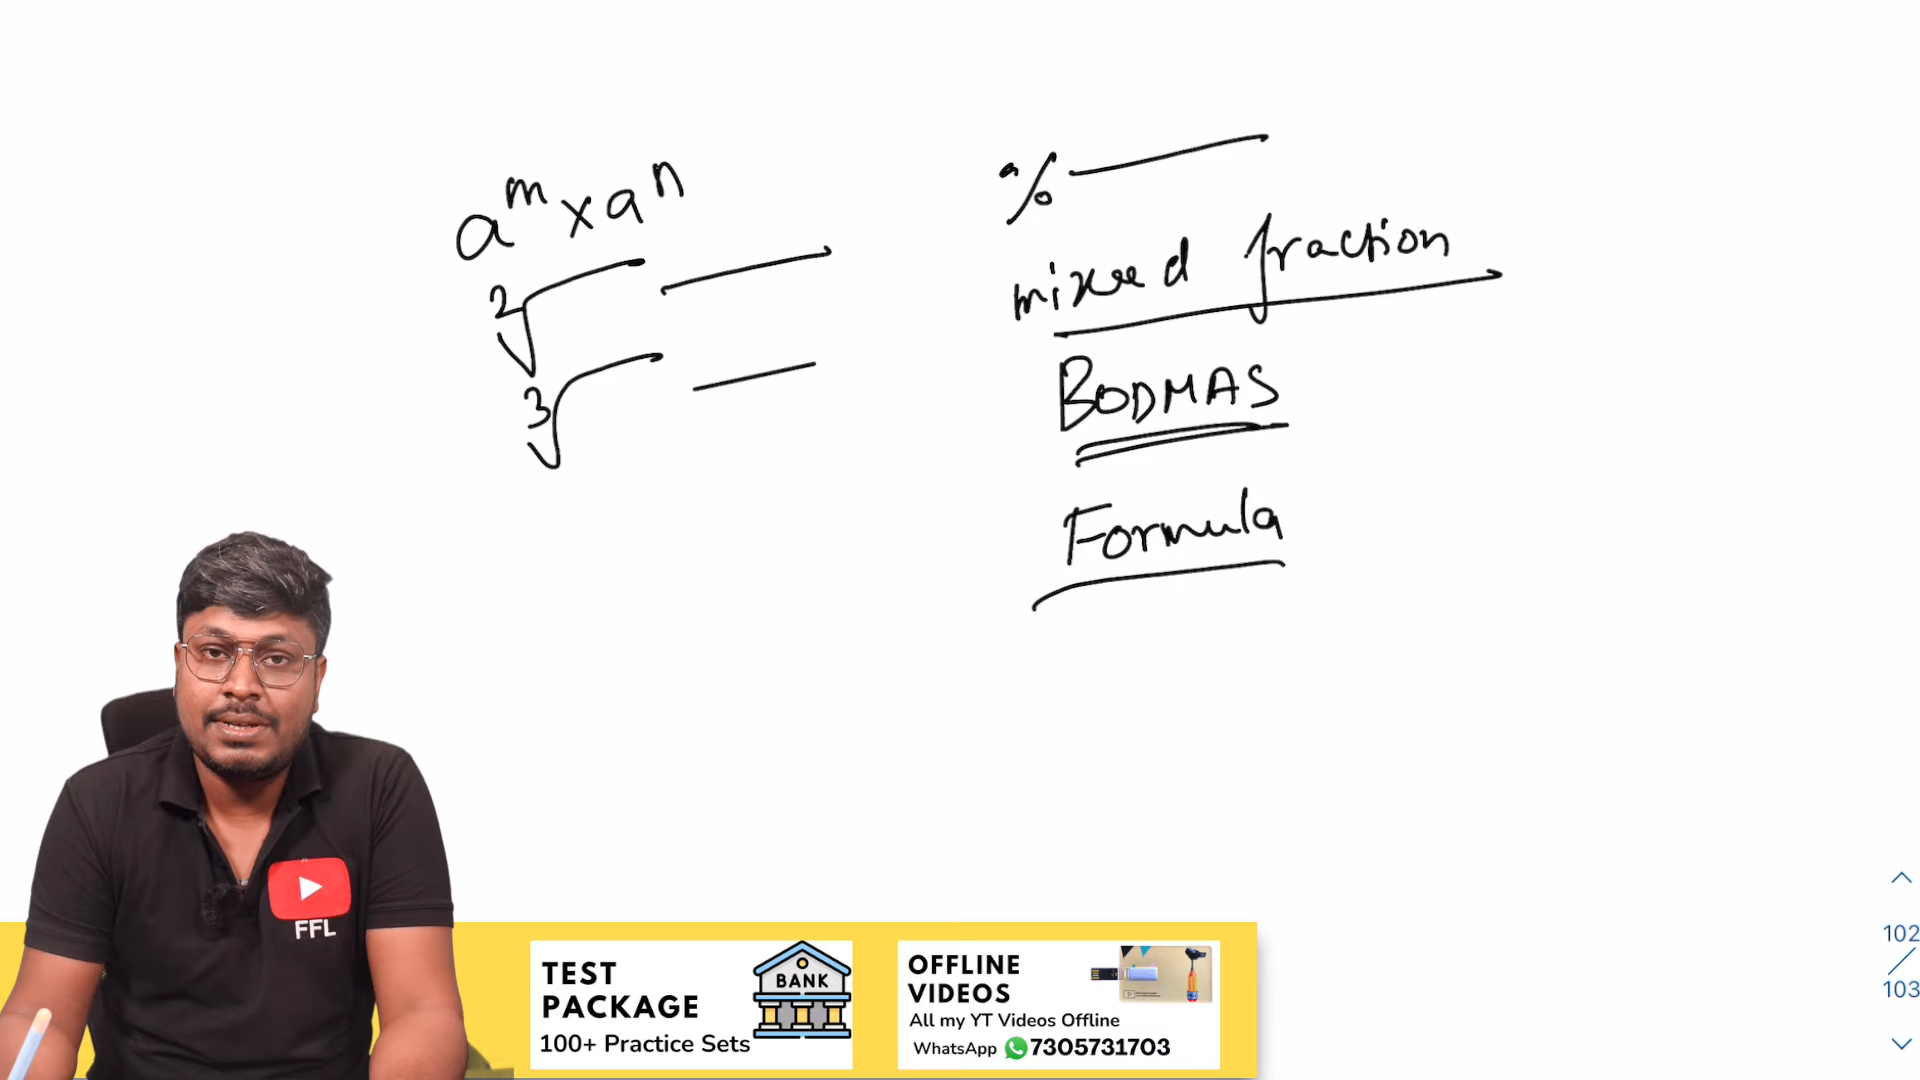 a^m × a^n
2√
3√
%
mixed fraction
BODMAS
Formula
FFL
TEST
PACKAGE
100+ Practice Sets
BANK
OFFLINE
VIDEOS
All my YT Videos Offline
WhatsApp 7305731703
102
/
103